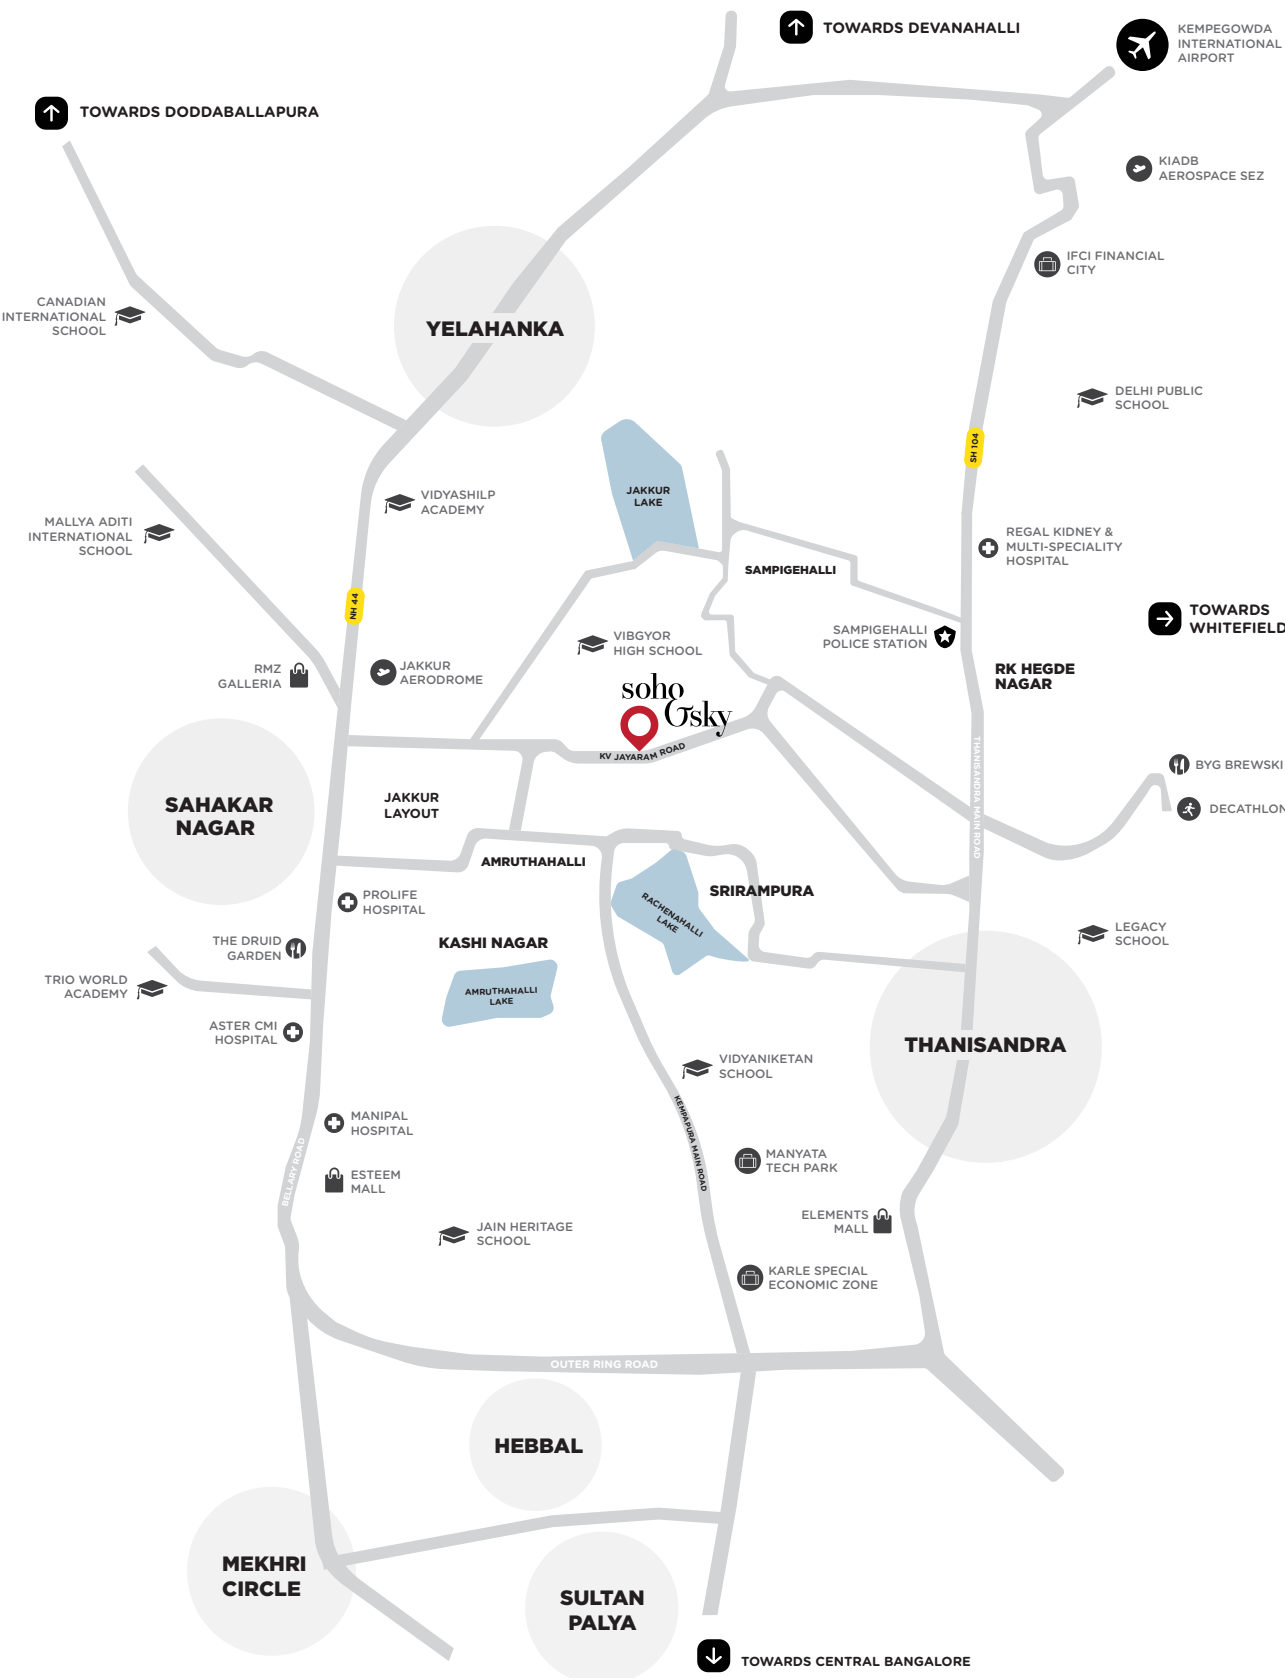 TOWARDS DEVANAHALLI
KEMPEGOWDA
INTERNATIONAL
AIRPORT
TOWARDS DODDABALLAPURA
KIADB
AEROSPACE SEZ
IFCI FINANCIAL
CITY
CANADIAN
INTERNATIONAL
SCHOOL
YELAHANKA
DELHI PUBLIC
SCHOOL
SH 104
JAKKUR
LAKE
VIDYASHILP
ACADEMY
MALLYA ADITI
INTERNATIONAL
SCHOOL
REGAL KIDNEY &
MULTI-SPECIALITY
HOSPITAL
SAMPIGEHALLI
NH 44
TOWARDS
WHITEFIELD
SAMPIGEHALLI
POLICE STATION
VIBGYOR
HIGH SCHOOL
RMZ
GALLERIA
JAKKUR
AERODROME
RK HEGDE
NAGAR
soho
&sky
KV JAYARAM ROAD
THANISANDRA MAIN ROAD
BYG BREWSKI
DECATHLON
SAHAKAR
NAGAR
JAKKUR
LAYOUT
AMRUTHAHALLI
SRIRAMPURA
PROLIFE
HOSPITAL
RACHENAHALLI
LAKE
LEGACY
SCHOOL
THE DRUID
GARDEN
KASHI NAGAR
TRIO WORLD
ACADEMY
AMRUTHAHALLI
LAKE
ASTER CMI
HOSPITAL
THANISANDRA
VIDYANIKETAN
SCHOOL
MANIPAL
HOSPITAL
KEMPAPURA MAIN ROAD
BELLARY ROAD
MANYATA
TECH PARK
ESTEEM
MALL
ELEMENTS
MALL
JAIN HERITAGE
SCHOOL
KARLE SPECIAL
ECONOMIC ZONE
OUTER RING ROAD
HEBBAL
MEKHRI
CIRCLE
SULTAN
PALYA
TOWARDS CENTRAL BANGALORE